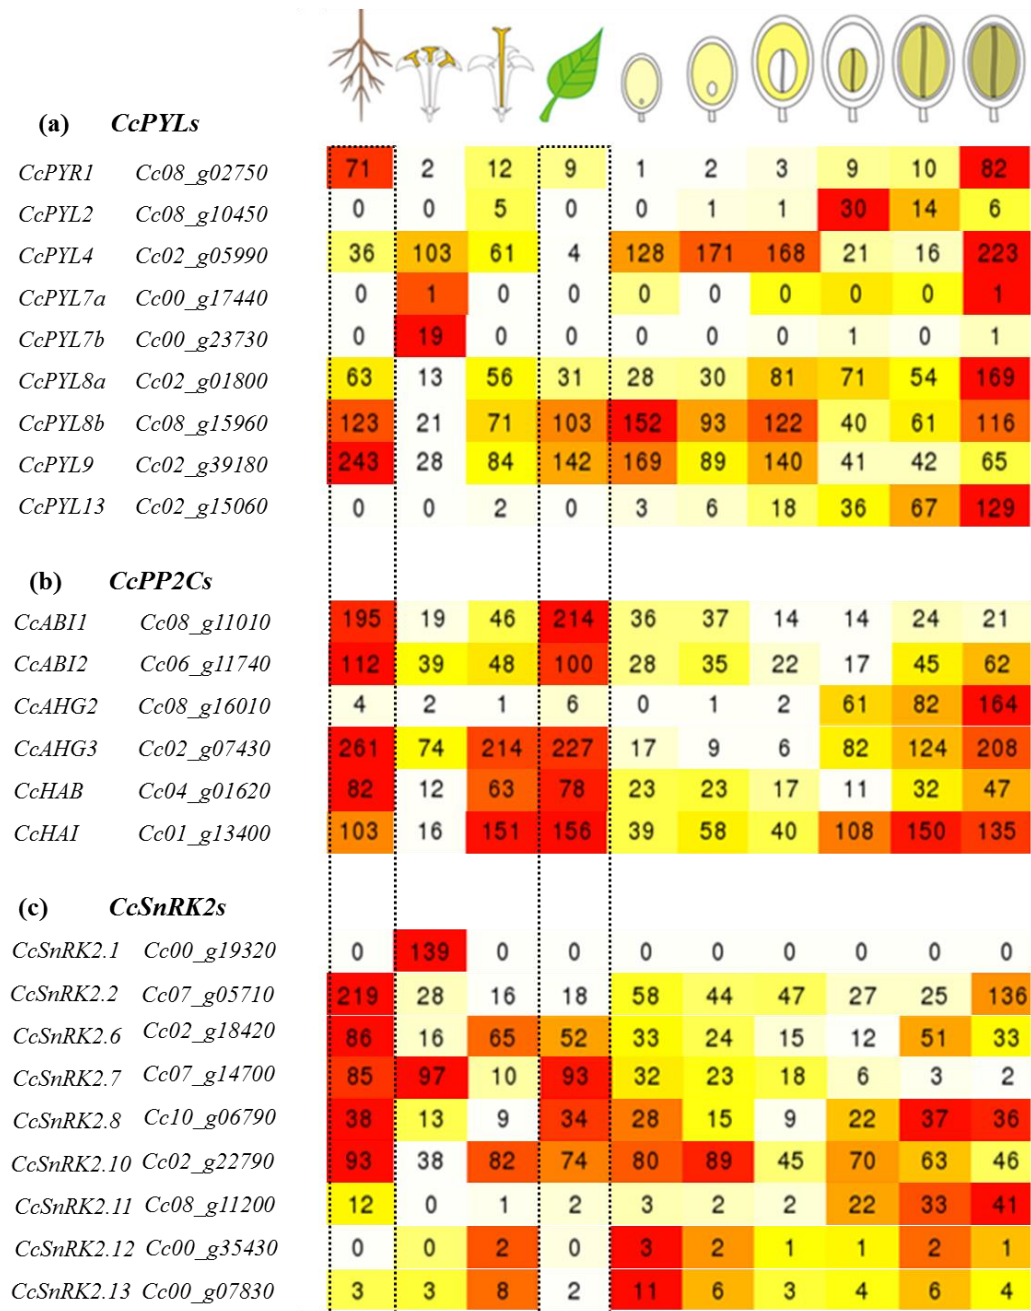 (a) CcPYLs
CcPYR1 Cc08_g02750 71 2 12 9 1 2 3 9 10 82
CcPYL2 Cc08_g10450 0 0 5 0 0 1 1 30 14 6
CcPYL4 Cc02_g05990 36 103 61 4 128 171 168 21 16 223
CcPYL7a Cc00_g17440 0 1 0 0 0 0 0 0 0 1
CcPYL7b Cc00_g23730 0 19 0 0 0 0 0 1 0 1
CcPYL8a Cc02_g01800 63 13 56 31 28 30 81 71 54 169
CcPYL8b Cc08_g15960 123 21 71 103 152 93 122 40 61 116
CcPYL9 Cc02_g39180 243 28 84 142 169 89 140 41 42 65
CcPYL13 Cc02_g15060 0 0 2 0 3 6 18 36 67 129
(b) CcPP2Cs
CcABI1 Cc08_g11010 195 19 46 214 36 37 14 14 24 21
CcABI2 Cc06_g11740 112 39 48 100 28 35 22 17 45 62
CcAHG2 Cc08_g16010 4 2 1 6 0 1 2 61 82 164
CcAHG3 Cc02_g07430 261 74 214 227 17 9 6 82 124 208
CcHAB Cc04_g01620 82 12 63 78 23 23 17 11 32 47
CcHAI Cc01_g13400 103 16 151 156 39 58 40 108 150 135
(c) CcSnRK2s
CcSnRK2.1 Cc00_g19320 0 139 0 0 0 0 0 0 0 0
CcSnRK2.2 Cc07_g05710 219 28 16 18 58 44 47 27 25 136
CcSnRK2.6 Cc02_g18420 86 16 65 52 33 24 15 12 51 33
CcSnRK2.7 Cc07_g14700 85 97 10 93 32 23 18 6 3 2
CcSnRK2.8 Cc10_g06790 38 13 9 34 28 15 9 22 37 36
CcSnRK2.10 Cc02_g22790 93 38 82 74 80 89 45 70 63 46
CcSnRK2.11 Cc08_g11200 12 0 1 2 3 2 2 22 33 41
CcSnRK2.12 Cc00_g35430 0 0 2 0 3 2 1 1 2 1
CcSnRK2.13 Cc00_g07830 3 3 8 2 11 6 3 4 6 4